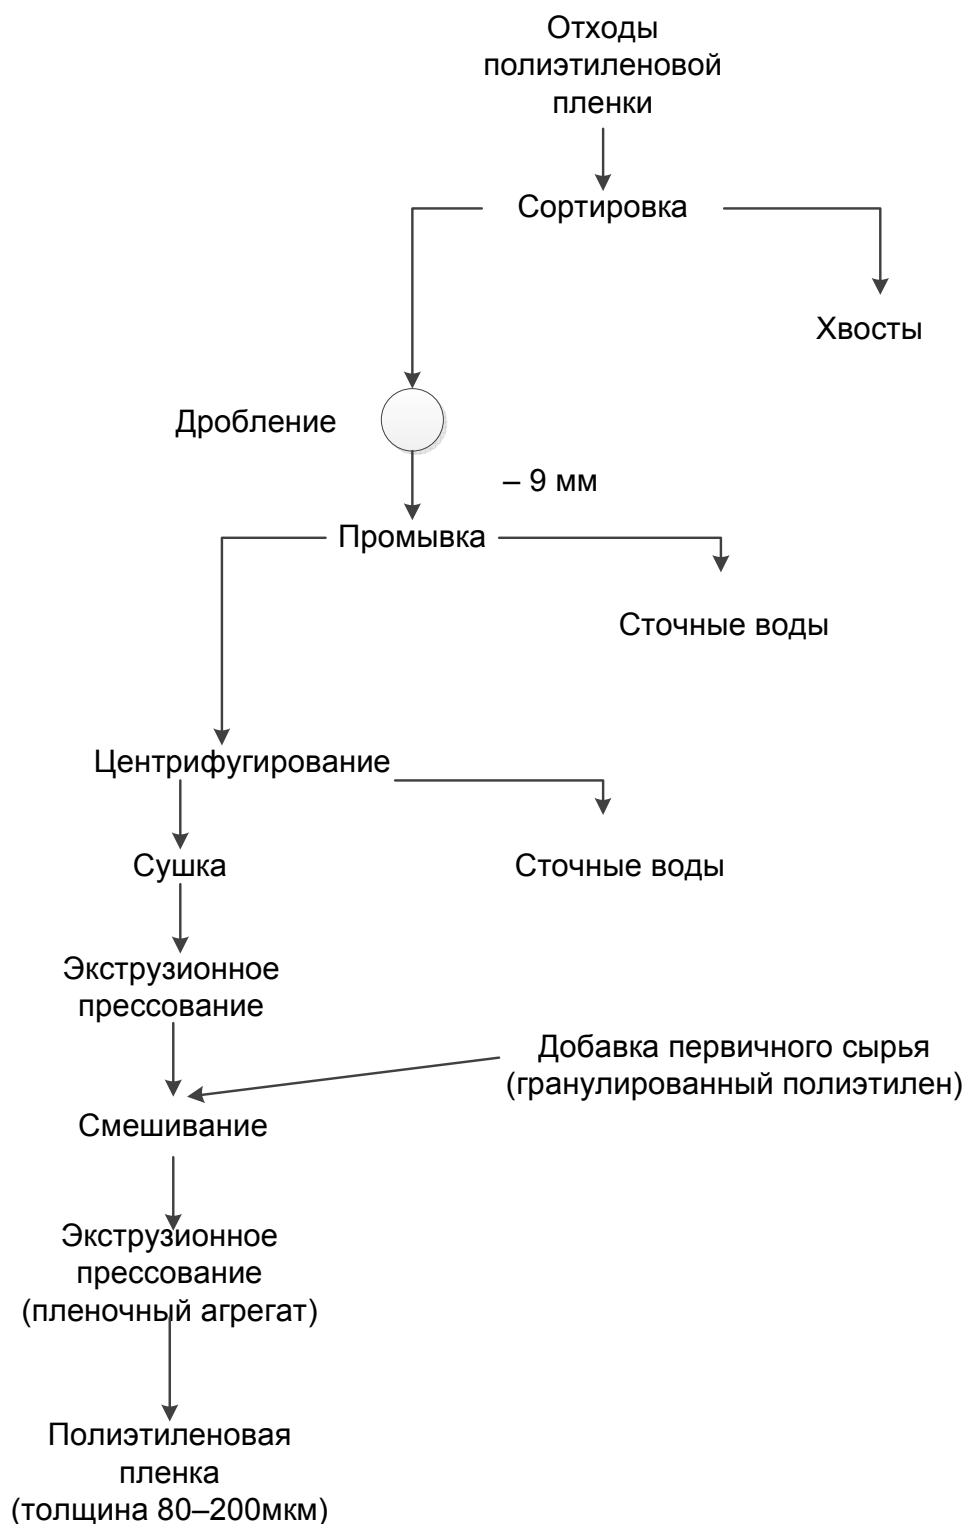 Отходы
полиэтиленовой
пленки
Сортировка
Хвосты
Дробление
– 9 мм
Промывка
Сточные воды
Центрифугирование
Сушка
Сточные воды
Экструзионное
прессование
Добавка первичного сырья
(гранулированный полиэтилен)
Смешивание
Экструзионное
прессование
(пленочный агрегат)
Полиэтиленовая
пленка
(толщина 80–200мкм)